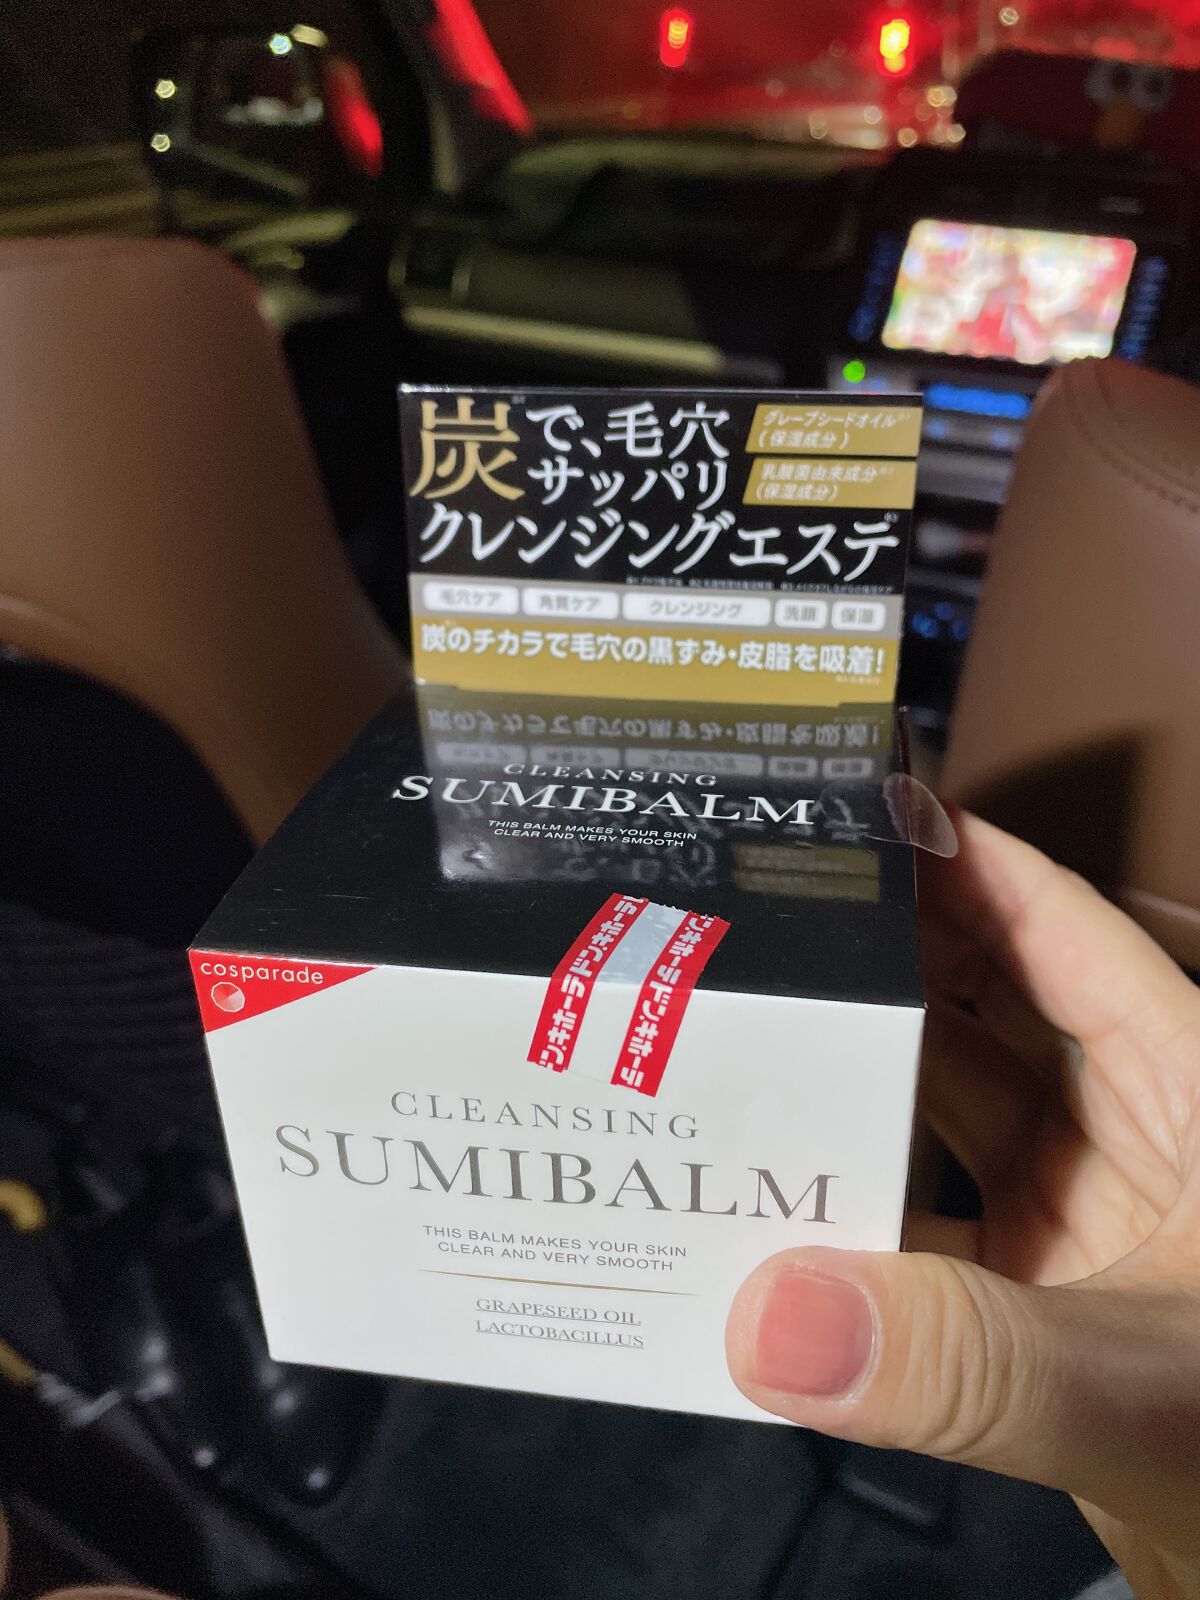 炭で、毛穴
サッパリ
クレンジングエステ
グレープシードオイル
(保湿成分)
乳酸菌由来成分
(保湿成分)
毛穴ケア 角質ケア クレンジング 洗顔 保湿
炭のチカラで毛穴の黒ずみ・皮脂を吸着!
CLEANSING
SUMIBALM
THIS BALM MAKES YOUR SKIN
CLEAR AND VERY SMOOTH
ドン.キホーテ
ドン.キホーテ
cosparade
CLEANSING
SUMIBALM
THIS BALM MAKES YOUR SKIN
CLEAR AND VERY SMOOTH
GRAPESEED OIL
LACTOBACILLUS